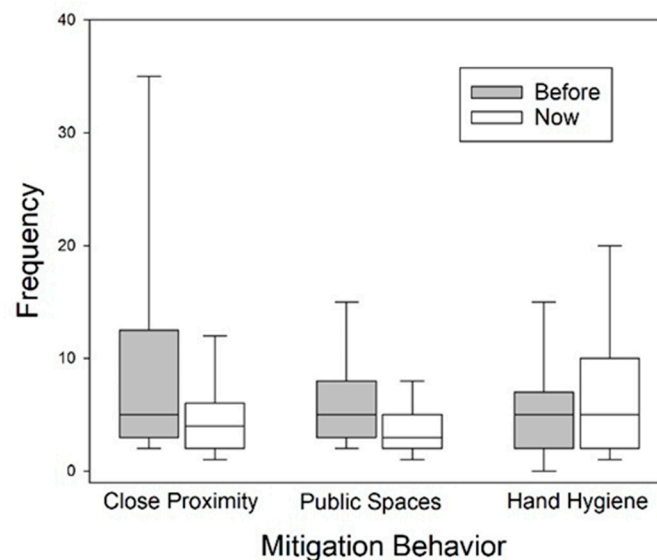 40
30
20
10
0
Frequency
Before
Now
Close Proximity Public Spaces Hand Hygiene
Mitigation Behavior